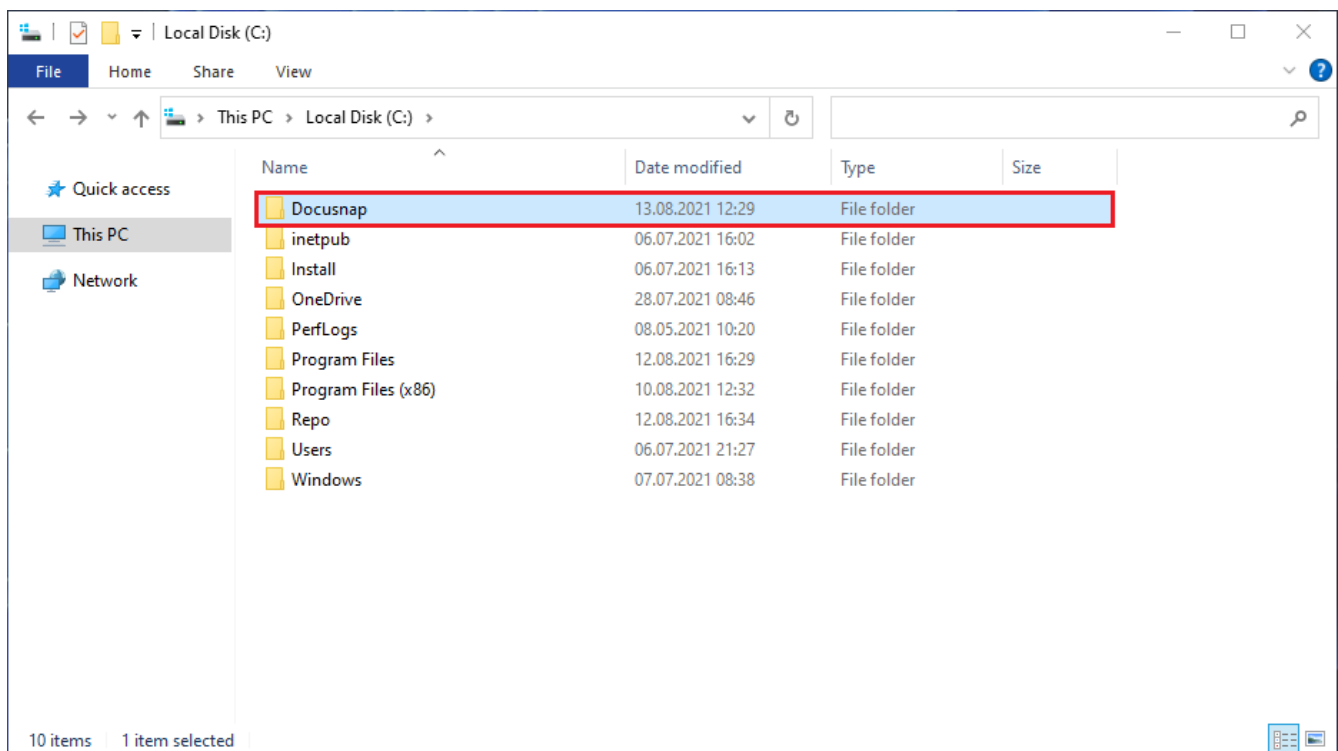 Local Disk (C:)
File Home Share View
This PC > Local Disk (C:) >
Name Date modified Type Size
Quick access
This PC
Network
Docusnap 13.08.2021 12:29 File folder
inetpub 06.07.2021 16:02 File folder
Install 06.07.2021 16:13 File folder
OneDrive 28.07.2021 08:46 File folder
PerfLogs 08.05.2021 10:20 File folder
Program Files 12.08.2021 16:29 File folder
Program Files (x86) 10.08.2021 12:32 File folder
Repo 12.08.2021 16:34 File folder
Users 06.07.2021 21:27 File folder
Windows 07.07.2021 08:38 File folder
10 items 1 item selected